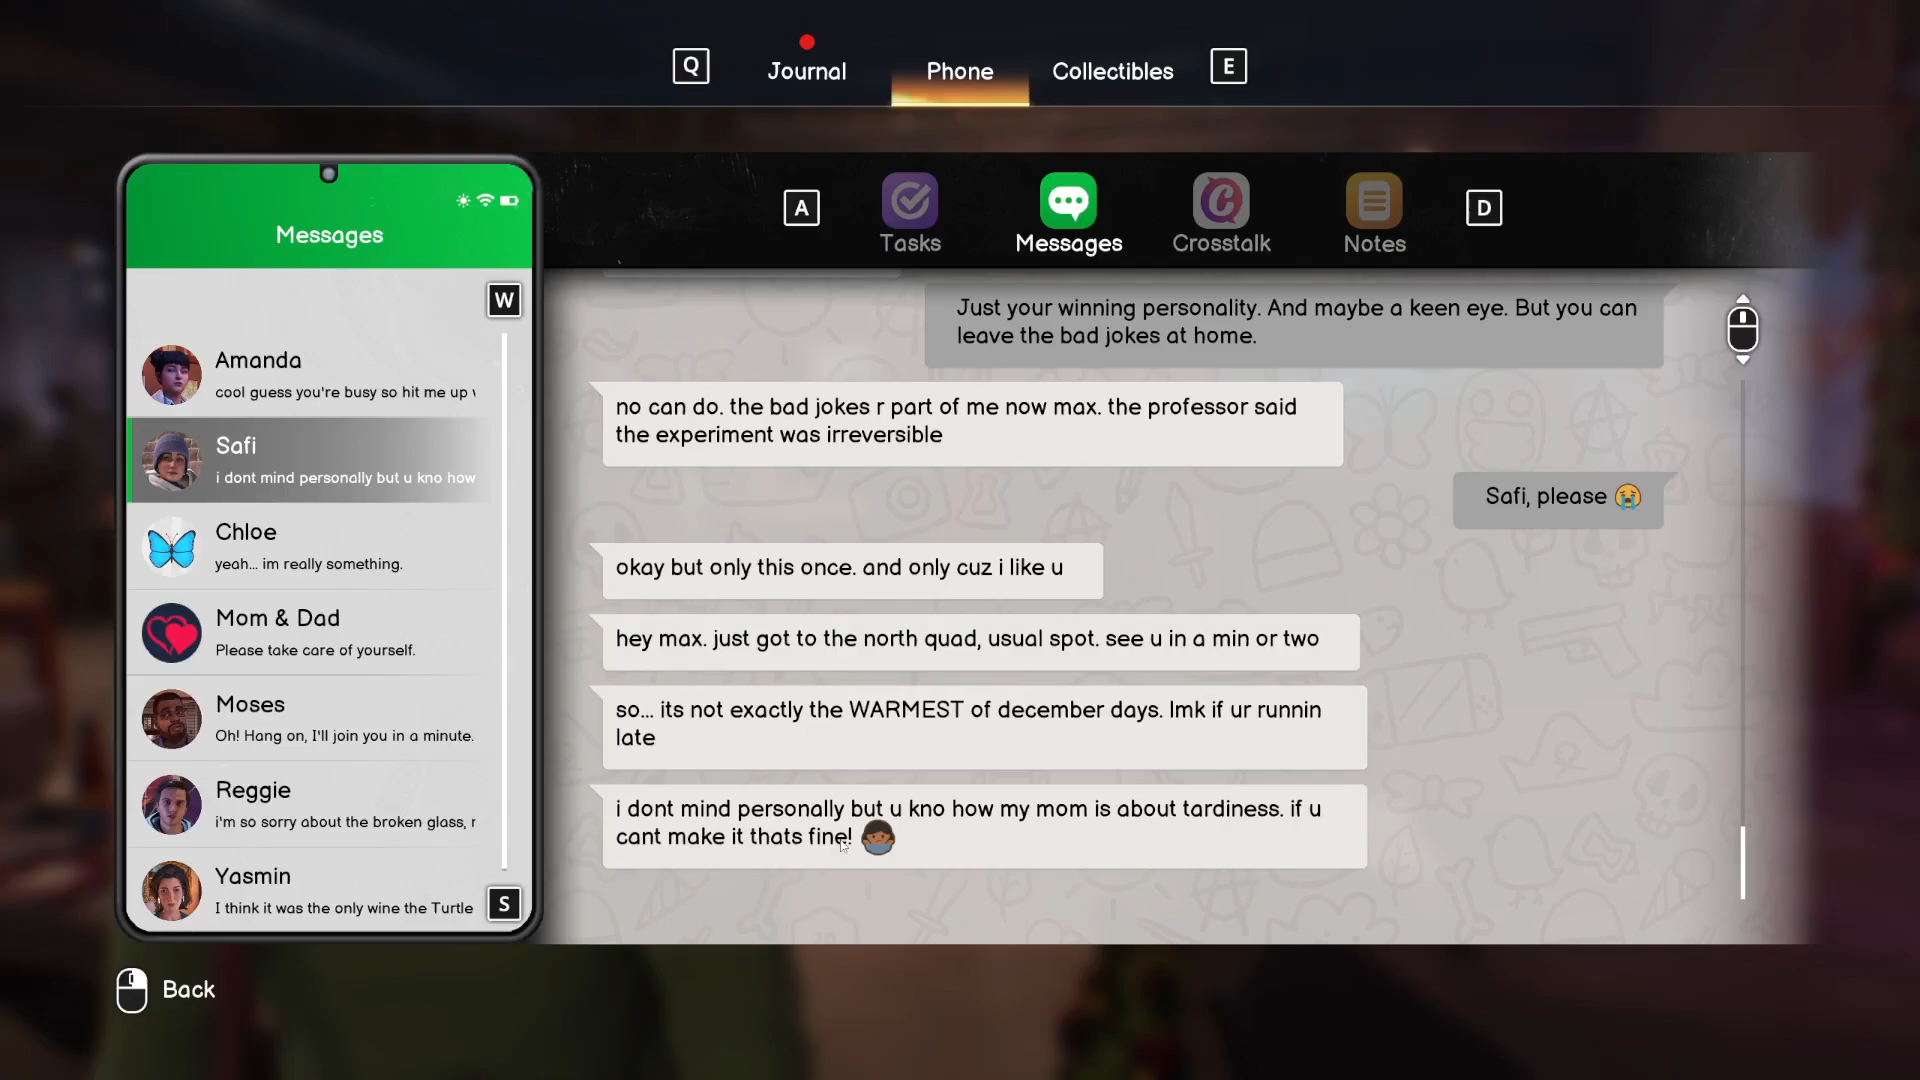 Q
Journal
Phone
Collectibles
E
Messages
A
Tasks
Messages
Crosstalk
Notes
D
W
Amanda
cool guess you're busy so hit me up
Safi
i dont mind personally but u kno how
Chloe
yeah... im really something.
Mom & Dad
Please take care of yourself.
Moses
Oh! Hang on, I'll join you in a minute.
Reggie
i'm so sorry about the broken glass,
Yasmin
I think it was the only wine the Turtle
S
Just your winning personality. And maybe a keen eye. But you can
leave the bad jokes at home.
no can do. the bad jokes r part of me now max. the professor said
the experiment was irreversible
Safi, please 😭
okay but only this once. and only cuz i like u
hey max. just got to the north quad, usual spot. see u in a min or two
so... its not exactly the WARMEST of december days. lmk if ur runnin
late
i dont mind personally but u kno how my mom is about tardiness. if u
cant make it thats fine!
Back